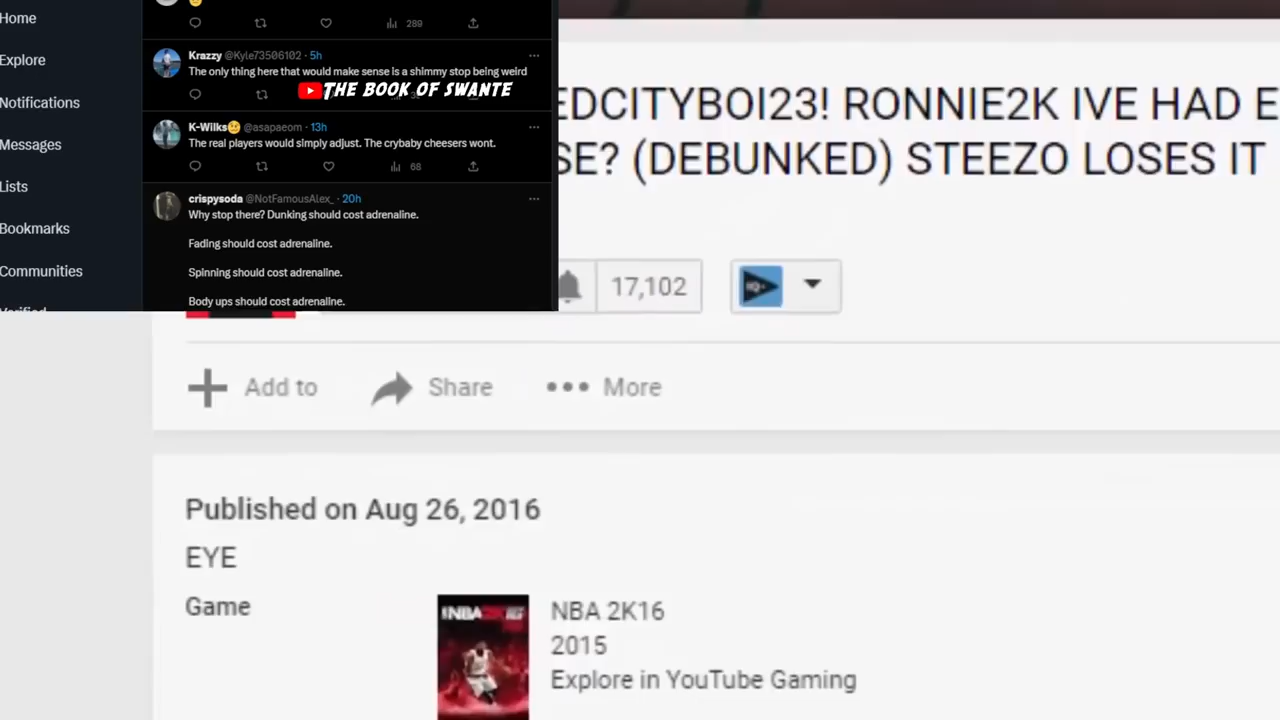 Home
Explore
Notifications
Messages
Lists
Bookmarks
Communities
289
Krazzy @Kyle73506102 · 5h
The only thing here that would make sense is a shimmy stop being weird
THE BOOK OF SWANTE
K-Wilks @asapaeom · 13h
The real players would simply adjust. The crybaby cheesers wont.
68
crispysoda @NotFamousAlex_ · 20h
Why stop there? Dunking should cost adrenaline.
Fading should cost adrenaline.
Spinning should cost adrenaline.
Body ups should cost adrenaline.
EDCITYBOI23! RONNIE2K IVE HAD E
SE? (DEBUNKED) STEEZO LOSES IT
17,102
Add to
Share
More
Published on Aug 26, 2016
EYE
Game
NBA 2K16
NBA 2K16
2015
Explore in YouTube Gaming